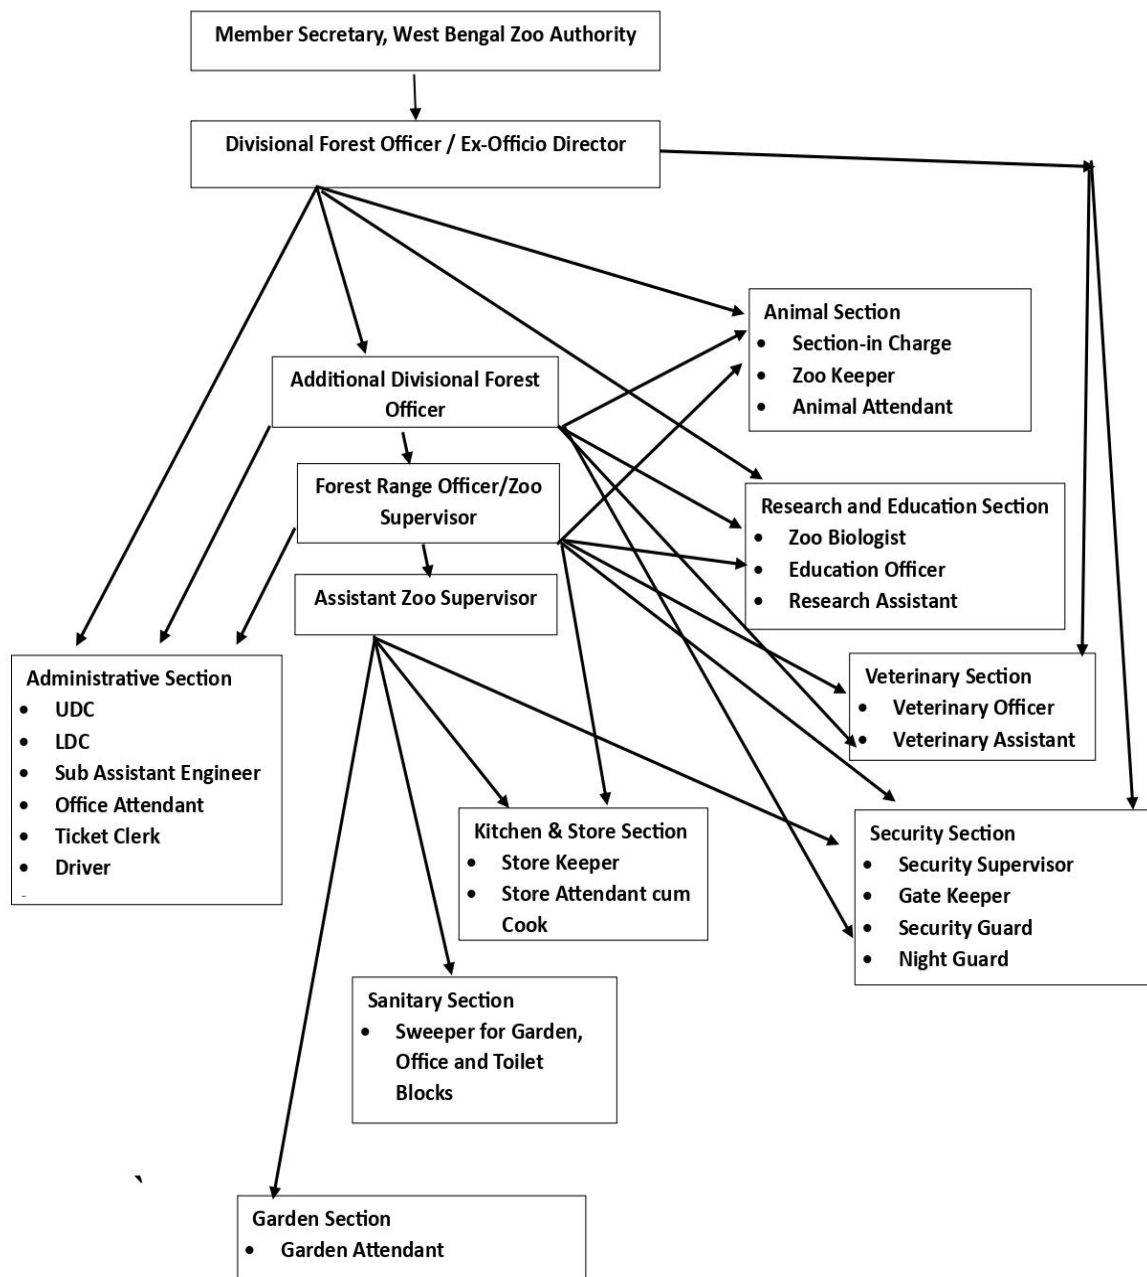 Member Secretary, West Bengal Zoo Authority
Divisional Forest Officer / Ex-Officio Director
Animal Section
• Section-in Charge
• Zoo Keeper
• Animal Attendant
Additional Divisional Forest
Officer
Forest Range Officer/Zoo
Supervisor
Research and Education Section
• Zoo Biologist
• Education Officer
• Research Assistant
Assistant Zoo Supervisor
Administrative Section
• UDC
• LDC
• Sub Assistant Engineer
• Office Attendant
• Ticket Clerk
• Driver
Veterinary Section
• Veterinary Officer
• Veterinary Assistant
Kitchen & Store Section
• Store Keeper
• Store Attendant cum
Cook
Security Section
• Security Supervisor
• Gate Keeper
• Security Guard
• Night Guard
Sanitary Section
• Sweeper for Garden,
Office and Toilet
Blocks
Garden Section
• Garden Attendant